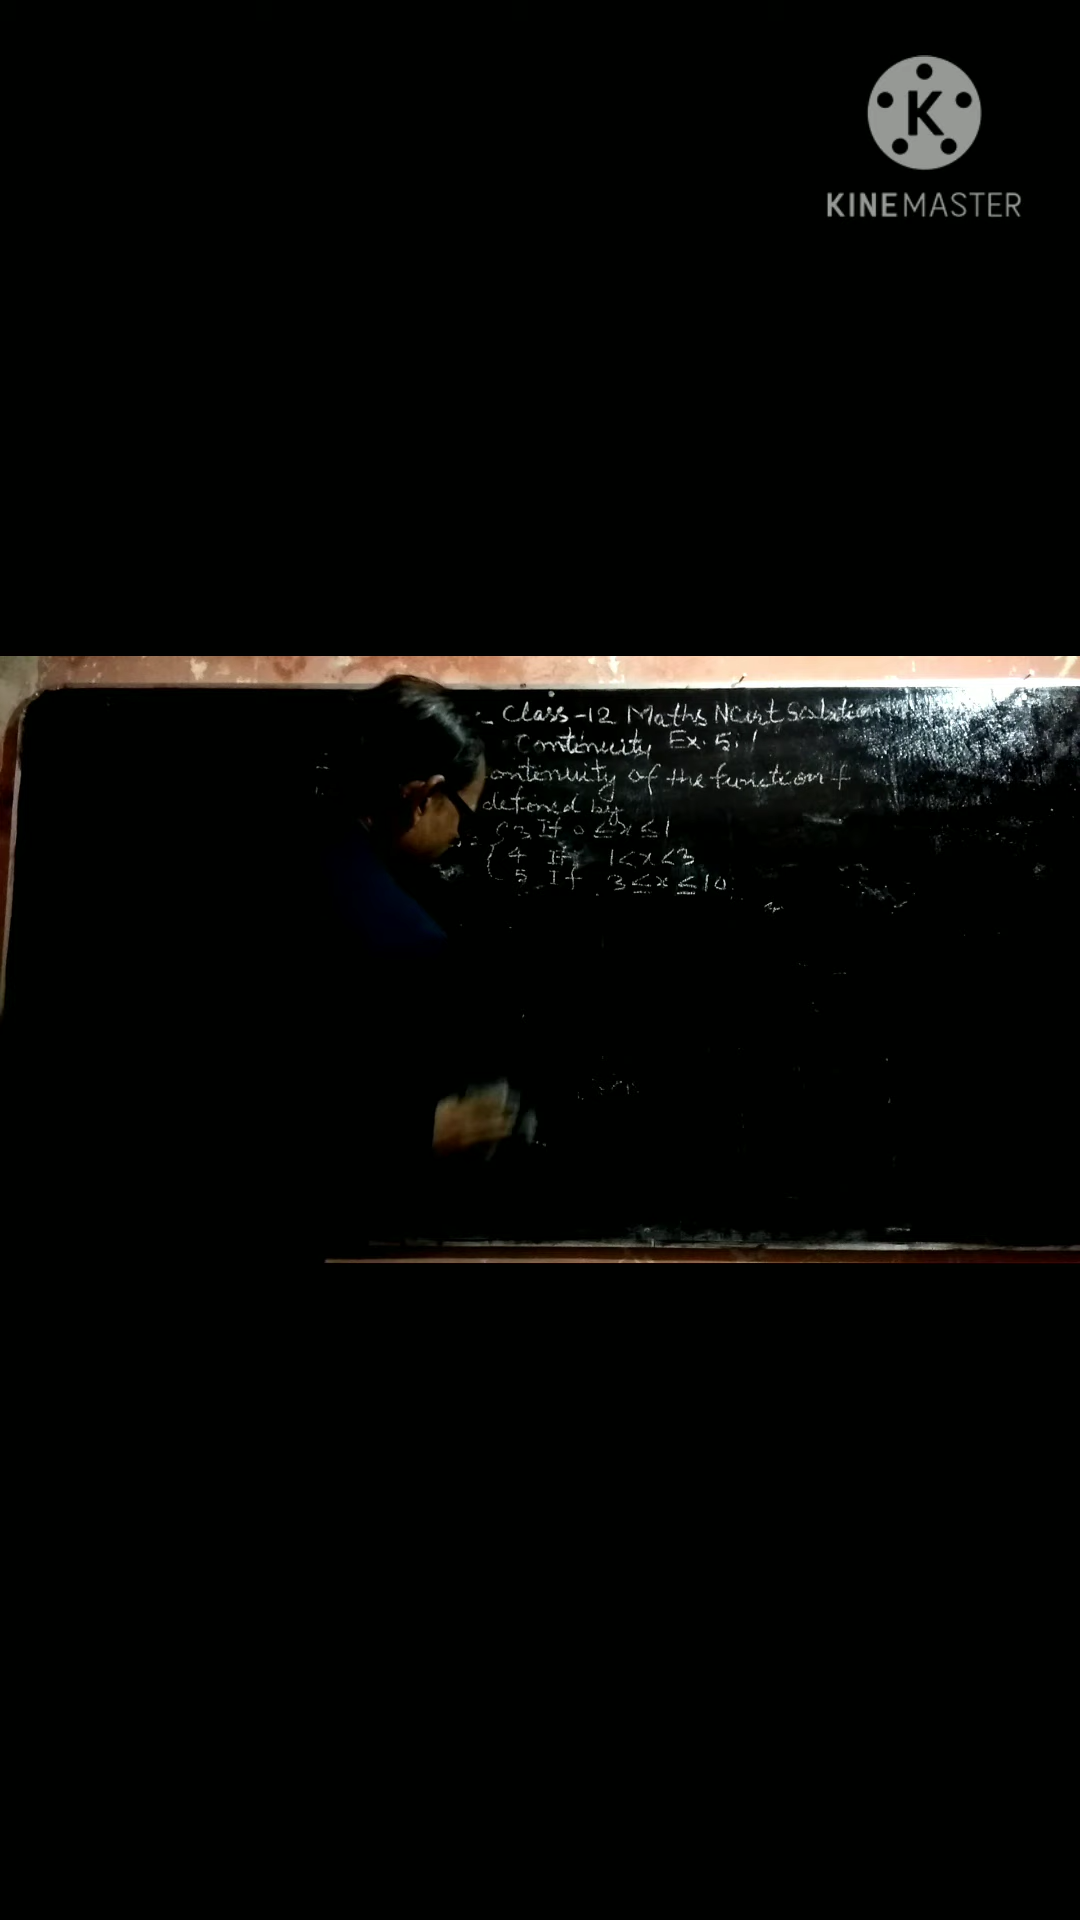 K
KINEMASTER
- Class-12 Maths NCirt Solution
Continuity Ex. 5.1
ontinuity of the function f
defined by
= { 3 If 0 ≤ x ≤ 1
4 If 1 < x < 3
5 If 3 ≤ x ≤ 10